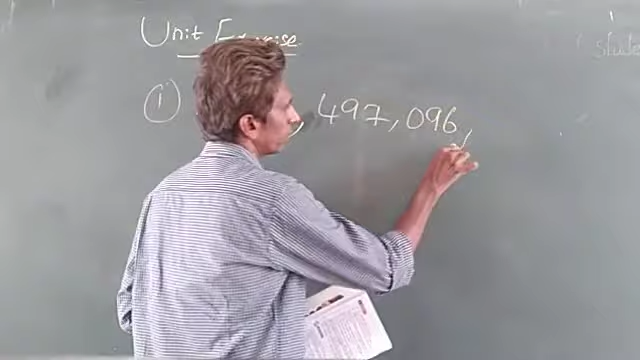 Unit Exercise
① , 497,096,